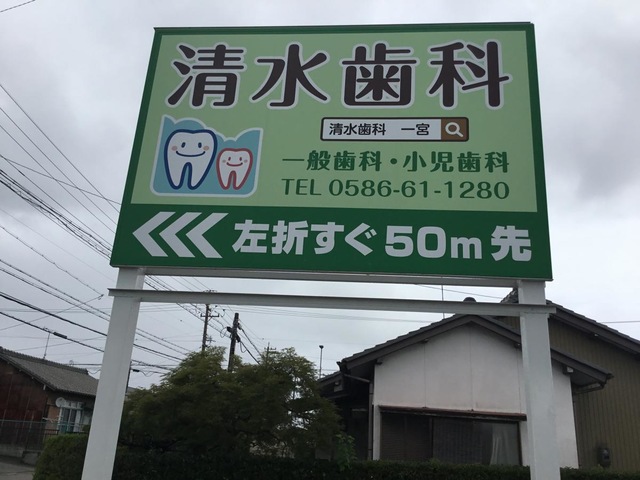 清水歯科
清水歯科 一宮
一般歯科・小児歯科
TEL 0586-61-1280
左折すぐ50m先